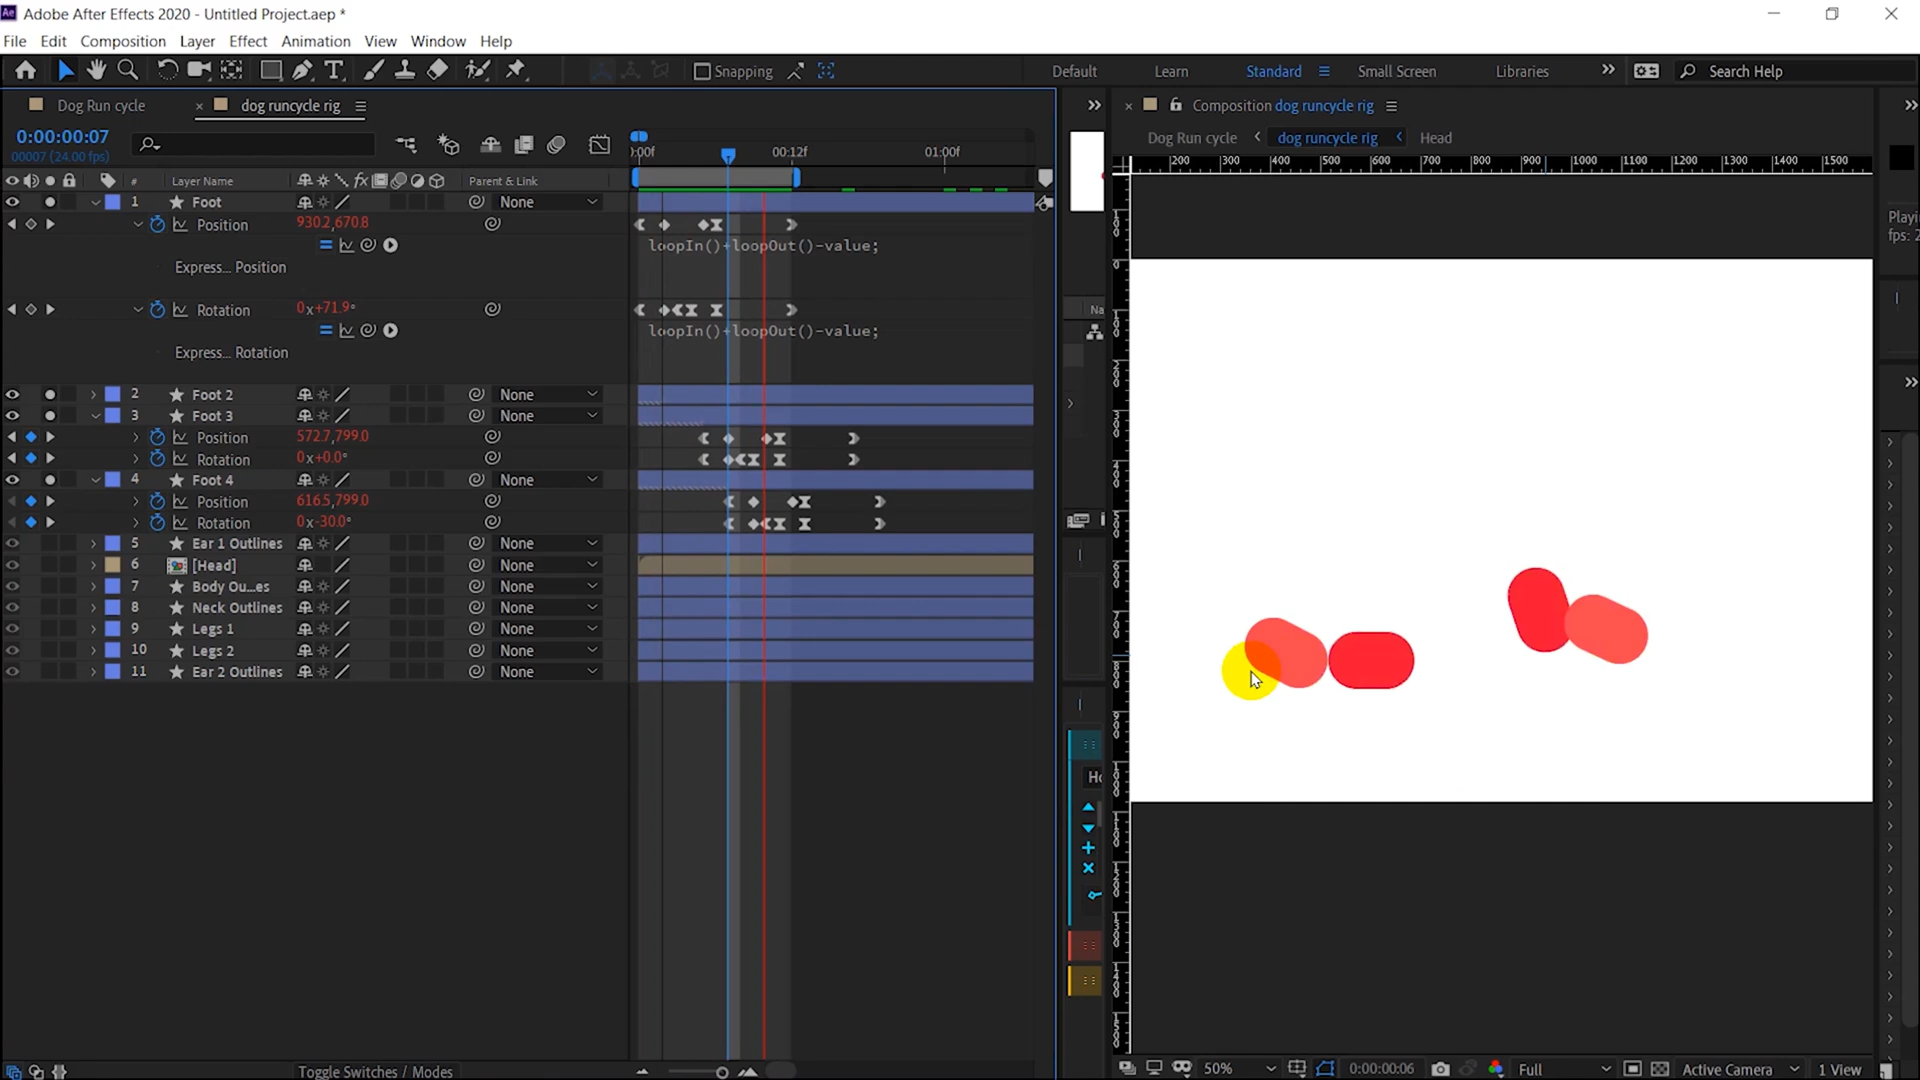 Adobe After Effects 2020 - Untitled Project.aep *
File Edit Composition Layer Effect Animation View Window Help
Snapping Default Learn Standard Small Screen Libraries Search Help
Dog Run cycle × dog runcycle rig
0:00:00:07
00007 (24.00 fps)
00:12f 01:00f
# Layer Name Parent & Link
1 Foot None
Position 930.2,670.8
loopIn()+loopOut()-value;
Express... Position
Rotation 0x+71.9°
loopIn()+loopOut()-value;
Express... Rotation
2 Foot 2 None
3 Foot 3 None
Position 572.7,799.0
Rotation 0x+0.0°
4 Foot 4 None
Position 616.5,799.0
Rotation 0x-30.0°
5 Ear 1 Outlines None
6 [Head] None
7 Body Ou...es None
8 Neck Outlines None
9 Legs 1 None
10 Legs 2 None
11 Ear 2 Outlines None
Toggle Switches / Modes
Na
Composition dog runcycle rig
Dog Run cycle dog runcycle rig Head
200 300 400 500 600 700 800 900 1000 1100 1200 1300 1400 1500
Playi
fps: 2
50% 0:00:00:06 Full Active Camera 1 View